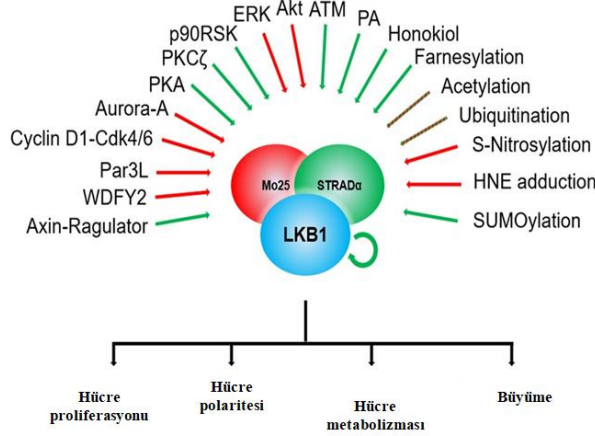 ERK
Akt
ATM
PA
p90RSK
Honokiol
PKCζ
Farnesylation
PKA
Acetylation
Aurora-A
Ubiquitination
Cyclin D1-Cdk4/6
S-Nitrosylation
Par3L
HNE adduction
WDFY2
SUMOylation
Axin-Ragulator
Mo25
STRADα
LKB1
Hücre
proliferasyonu
Hücre
polaritesi
Hücre
metabolizması
Büyüme